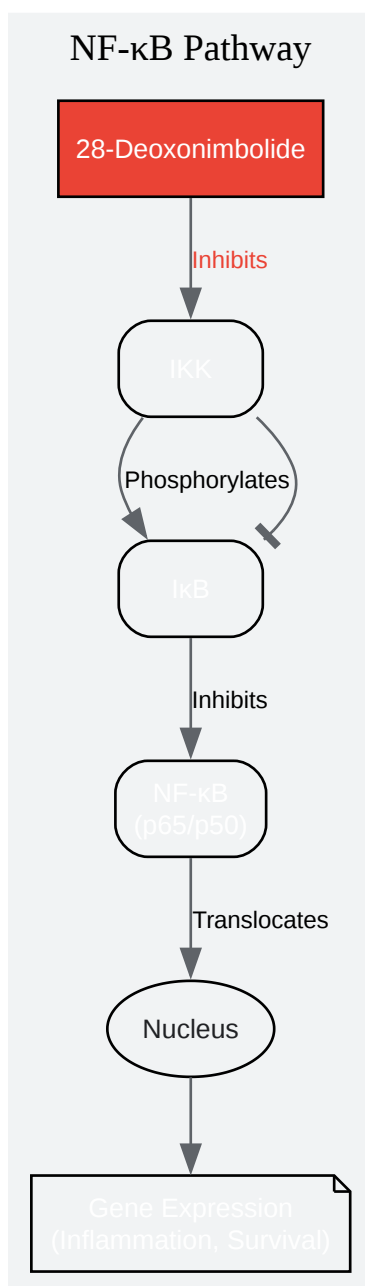 NF-κB Pathway
28-Deoxonimbolide
Inhibits
IKK
Phosphorylates
IκB
Inhibits
NF-κB
(p65/p50)
Translocates
Nucleus
Gene Expression
(Inflammation, Survival)